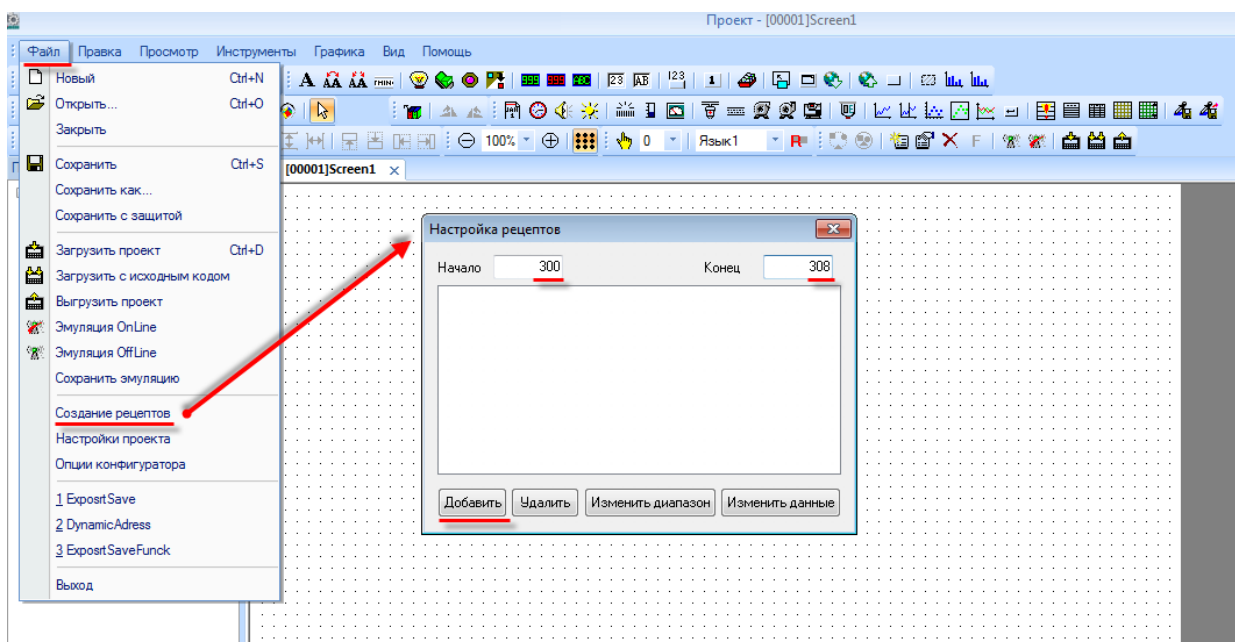 Проект - [00001]Screen1
Файл Правка Просмотр Инструменты Графика Вид Помощь
100% 0 Язык1 R F
[00001]Screen1
Новый Ctrl+N
Открыть... Ctrl+O
Закрыть
Сохранить Ctrl+S
Сохранить как...
Сохранить с защитой
Загрузить проект Ctrl+D
Загрузить с исходным кодом
Выгрузить проект
Эмуляция OnLine
Эмуляция OffLine
Сохранить эмуляцию
Создание рецептов
Настройки проекта
Опции конфигуратора
1 ExposrtSave
2 DynamicAdress
3 ExposrtSaveFunck
Выход
Настройка рецептов
Начало 300 Конец 308
Добавить Удалить Изменить диапазон Изменить данные